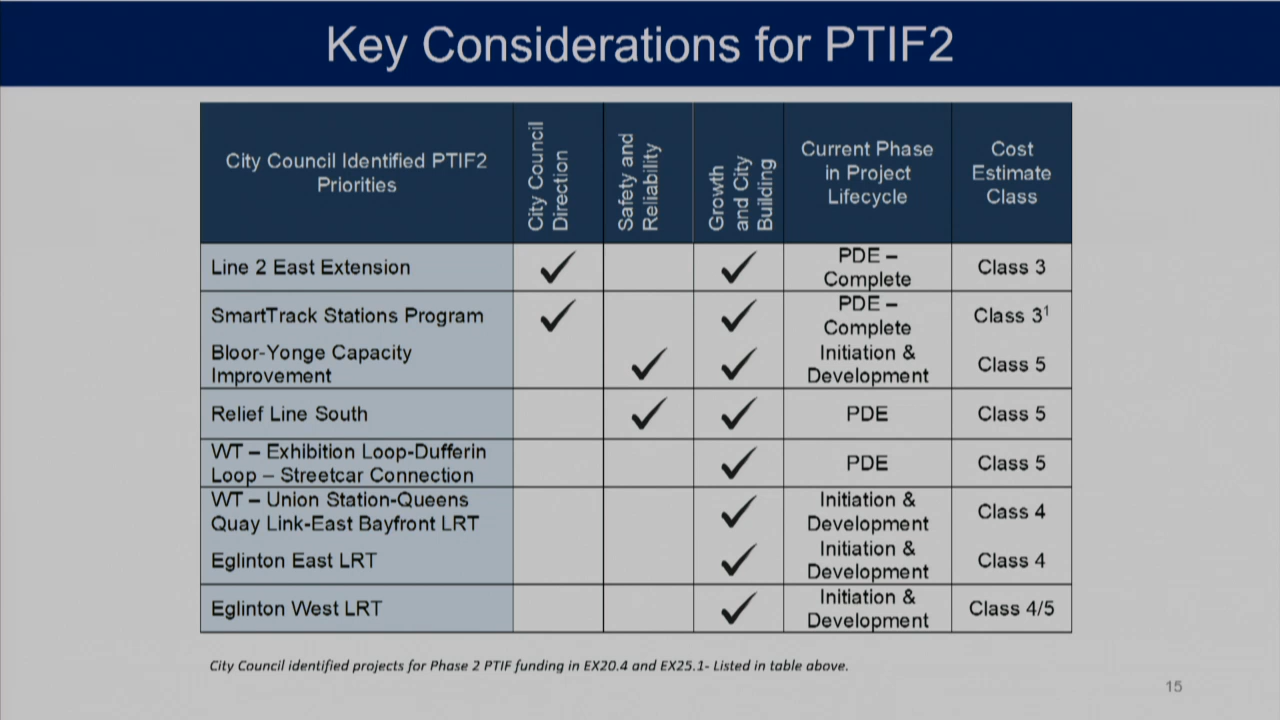 Key Considerations for PTIF2
City Council Identified PTIF2
Priorities
City Council
Direction
Safety and
Reliability
Growth
and City
Building
Current Phase
in Project
Lifecycle
Cost
Estimate
Class
Line 2 East Extension
PDE –
Complete
Class 3
SmartTrack Stations Program
PDE –
Complete
Class 3¹
Bloor-Yonge Capacity
Improvement
Initiation &
Development
Class 5
Relief Line South
PDE
Class 5
WT – Exhibition Loop-Dufferin
Loop – Streetcar Connection
PDE
Class 5
WT – Union Station-Queens
Quay Link-East Bayfront LRT
Initiation &
Development
Class 4
Eglinton East LRT
Initiation &
Development
Class 4
Eglinton West LRT
Initiation &
Development
Class 4/5
City Council identified projects for Phase 2 PTIF funding in EX20.4 and EX25.1- Listed in table above.
15